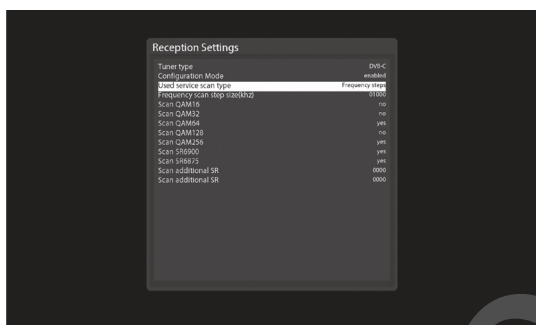 Reception Settings
Tuner type DVB-C
Configuration Mode enabled
Used service scan type Frequency steps
Frequency scan step size(khz) 01000
Scan QAM16 no
Scan QAM32 no
Scan QAM64 yes
Scan QAM128 no
Scan QAM256 yes
Scan SR6900 yes
Scan SR6875 yes
Scan additional SR 0000
Scan additional SR 0000